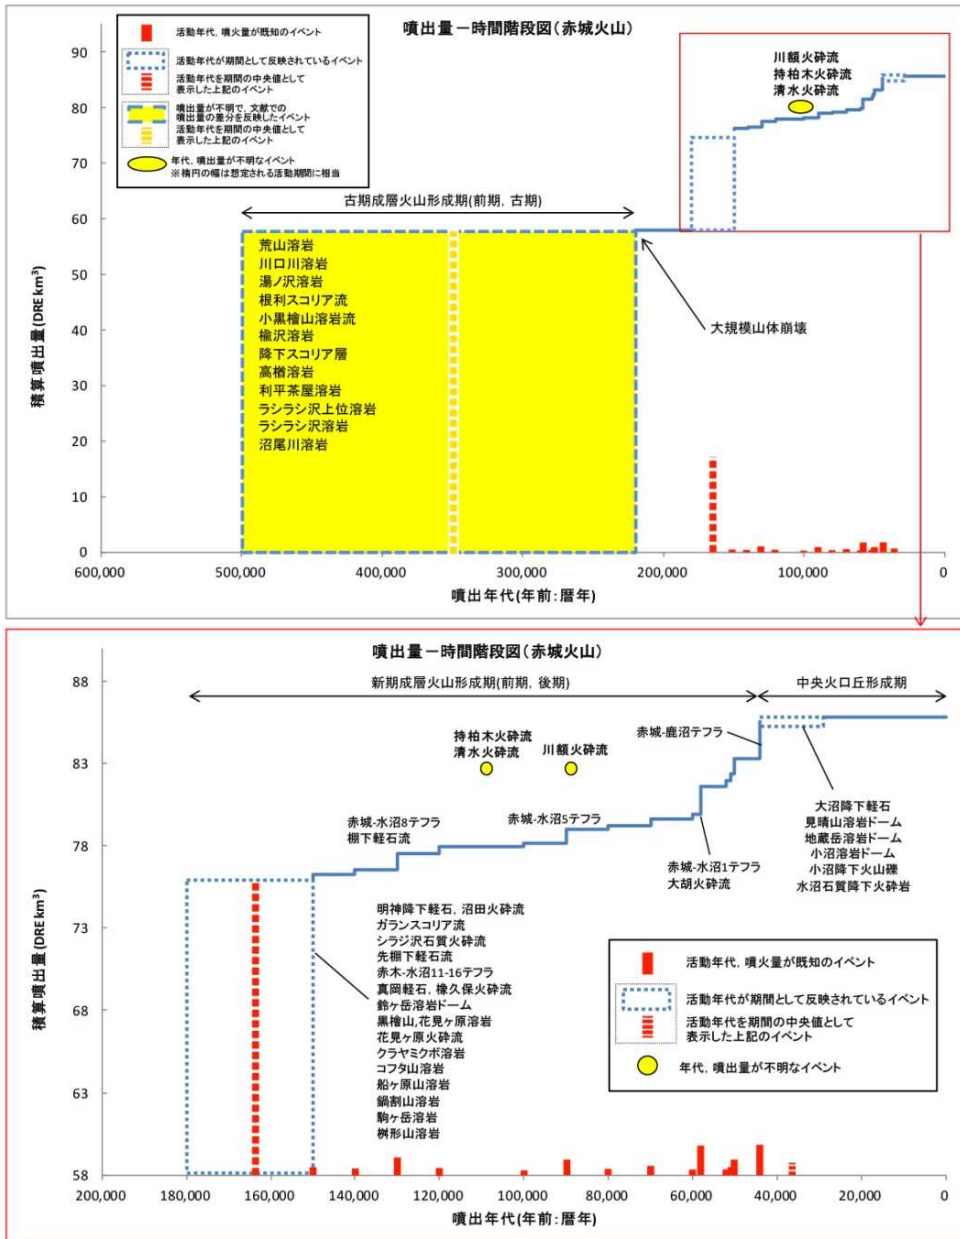 噴出量－時間階段図(赤城火山)
活動年代，噴火量が既知のイベント
活動年代が期間として反映されているイベント
活動年代を期間の中央値として
表示した上記のイベント
噴出量が不明で，文献での
噴出量の差分を反映したイベント
活動年代を期間の中央値として
表示した上記のイベント
年代，噴出量が不明なイベント
※楕円の幅は想定される活動期間に相当
川額火砕流
持柏木火砕流
清水火砕流
古期成層火山形成期(前期，古期)
荒山溶岩
川口川溶岩
湯ノ沢溶岩
根利スコリア流
小黒檜山溶岩流
楡沢溶岩
降下スコリア層
高楢溶岩
利平茶屋溶岩
ラシラシ沢上位溶岩
ラシラシ沢溶岩
沼尾川溶岩
大規模山体崩壊
積算噴出量(DRE km³)
90
80
70
60
50
40
30
20
10
0
600,000 500,000 400,000 300,000 200,000 100,000 0
噴出年代(年前：暦年)
噴出量－時間階段図(赤城火山)
新期成層火山形成期(前期，後期)
中央火口丘形成期
持柏木火砕流
清水火砕流
川額火砕流
赤城-鹿沼テフラ
赤城-水沼8テフラ
棚下軽石流
赤城-水沼5テフラ
赤城-水沼1テフラ
大胡火砕流
大沼降下軽石
見晴山溶岩ドーム
地蔵岳溶岩ドーム
小沼溶岩ドーム
小沼降下火山礫
水沼石質降下火砕岩
明神降下軽石，沼田火砕流
ガランスコリア流
シラジ沢石質火砕流
先棚下軽石流
赤木-水沼11-16テフラ
真岡軽石，橡久保火砕流
鈴ヶ岳溶岩ドーム
黒檜山,花見ヶ原溶岩
花見ヶ原火砕流
クラヤミクボ溶岩
コフタ山溶岩
船ヶ原山溶岩
鍋割山溶岩
駒ヶ岳溶岩
桝形山溶岩
活動年代，噴火量が既知のイベント
活動年代が期間として反映されているイベント
活動年代を期間の中央値として
表示した上記のイベント
年代，噴出量が不明なイベント
積算噴出量(DRE km³)
88
83
78
73
68
63
58
200,000 180,000 160,000 140,000 120,000 100,000 80,000 60,000 40,000 20,000 0
噴出年代(年前：暦年)